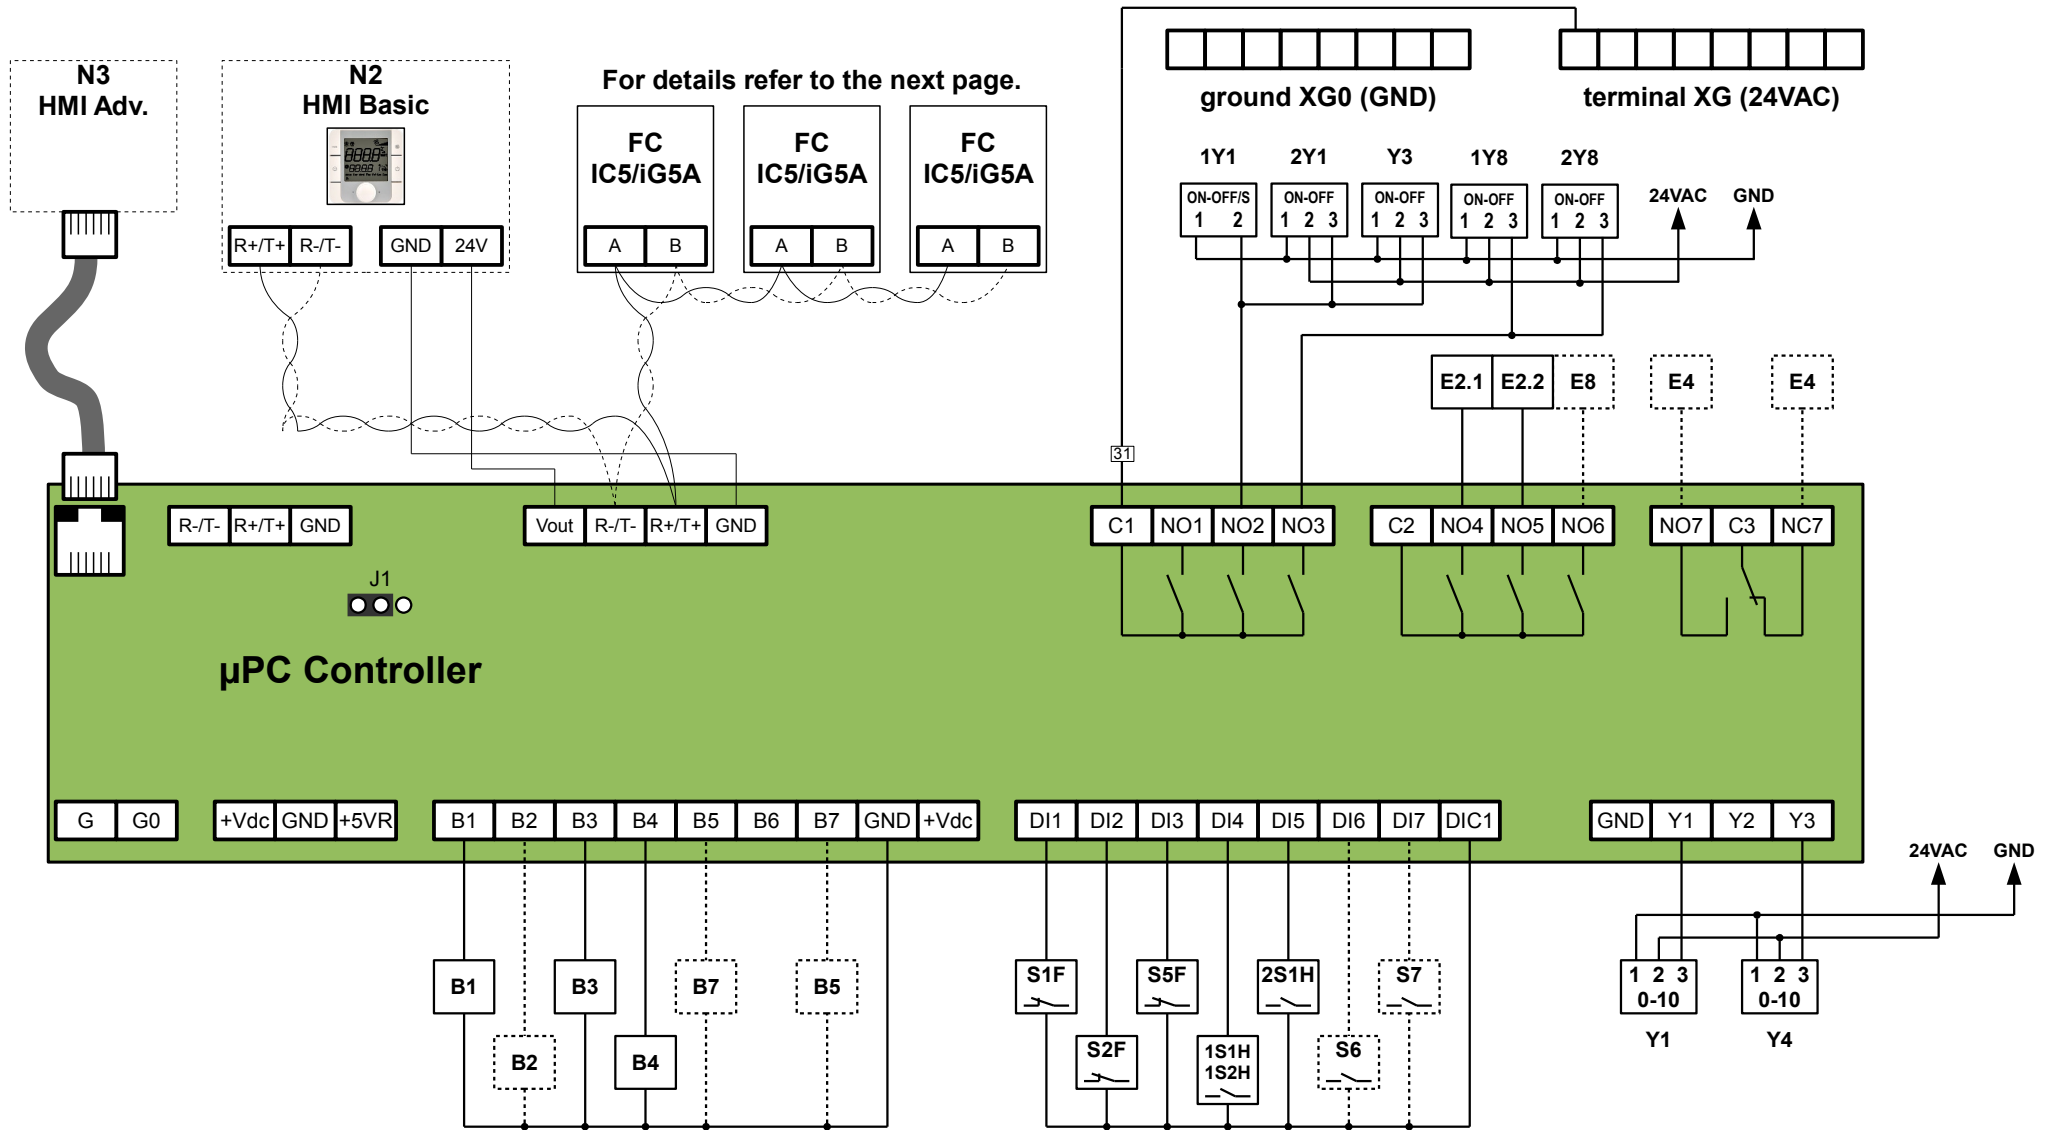 N3
HMI Adv.
N2
HMI Basic
R+/T+ R-/T- GND 24V
For details refer to the next page.
FC
IC5/iG5A
A B
FC
IC5/iG5A
A B
FC
IC5/iG5A
A B
ground XG0 (GND)
terminal XG (24VAC)
1Y1 2Y1 Y3 1Y8 2Y8
ON-OFF/S ON-OFF ON-OFF ON-OFF ON-OFF
1 2 1 2 3 1 2 3 1 2 3 1 2 3
24VAC GND
E2.1 E2.2 E8 E4 E4
31
R-/T- R+/T+ GND
Vout R-/T- R+/T+ GND
C1 NO1 NO2 NO3
C2 NO4 NO5 NO6
NO7 C3 NC7
J1
µPC Controller
G G0
+Vdc GND +5VR
B1 B2 B3 B4 B5 B6 B7 GND +Vdc
DI1 DI2 DI3 DI4 DI5 DI6 DI7 DIC1
GND Y1 Y2 Y3
24VAC GND
B1 B3 B7 B5
B2 B4
S1F S5F 2S1H S7
S2F
1S1H
1S2H
S6
1 2 3
0-10
Y1
1 2 3
0-10
Y4